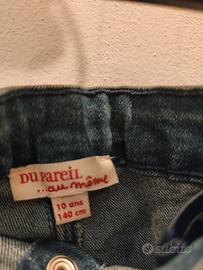 DU PAREIL
...au même
10 ans
140 cm
subito